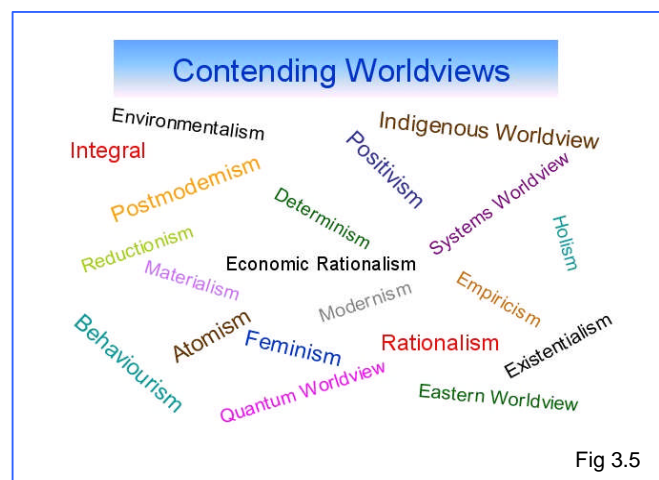 Contending Worldviews
Environmentalism
Indigenous Worldview
Integral
Positivism
Postmodernism
Systems Worldview
Determinism
Holism
Reductionism
Economic Rationalism
Materialism
Empiricism
Modernism
Behaviourism
Atomism
Feminism
Rationalism
Existentialism
Quantum Worldview
Eastern Worldview
Fig 3.5